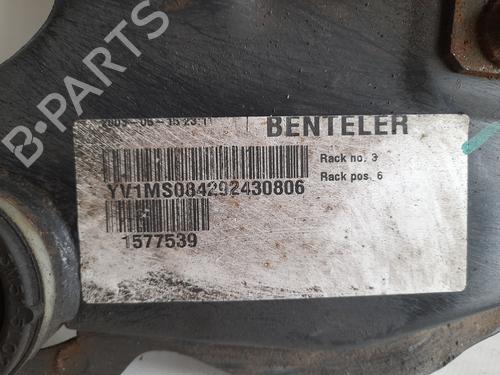 BENTELER
Rack no. 3
YV1MS084292430806
Rack pos. 6
1577539
B-PARTS